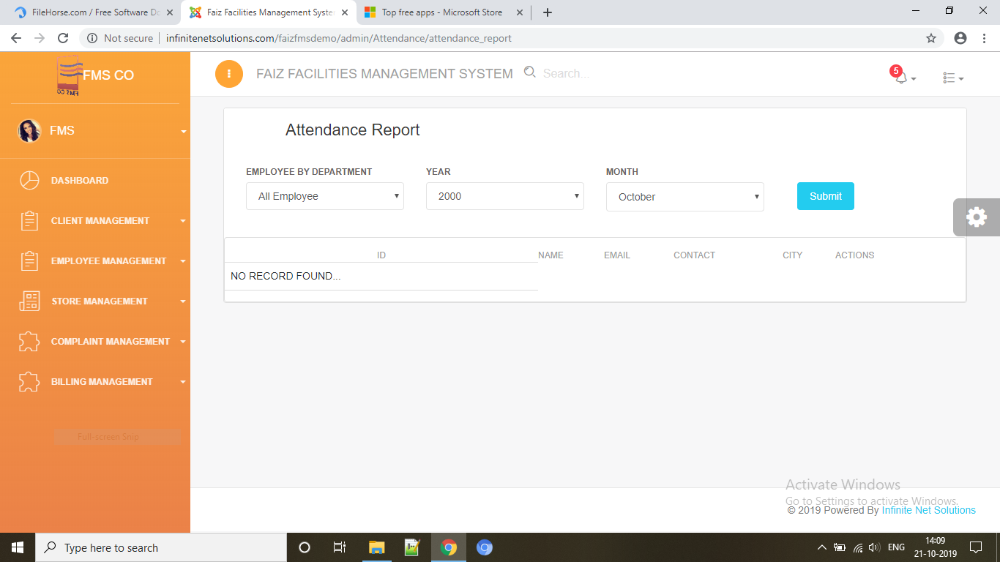 FileHorse.com / Free Software Do
Faiz Facilities Management System
Top free apps - Microsoft Store
Not secure
infinitenetsolutions.com/faizfmsdemo/admin/Attendance/attendance_report
FMS CO
FMS CO
FAIZ FACILITIES MANAGEMENT SYSTEM
Search...
5
FMS
DASHBOARD
CLIENT MANAGEMENT
EMPLOYEE MANAGEMENT
STORE MANAGEMENT
COMPLAINT MANAGEMENT
BILLING MANAGEMENT
Full-screen Snip
Attendance Report
EMPLOYEE BY DEPARTMENT YEAR MONTH
All Employee 2000 October Submit
ID NAME EMAIL CONTACT CITY ACTIONS
NO RECORD FOUND...
Activate Windows
Go to Settings to activate Windows.
© 2019 Powered By Infinite Net Solutions
Type here to search
ENG
14:09
21-10-2019